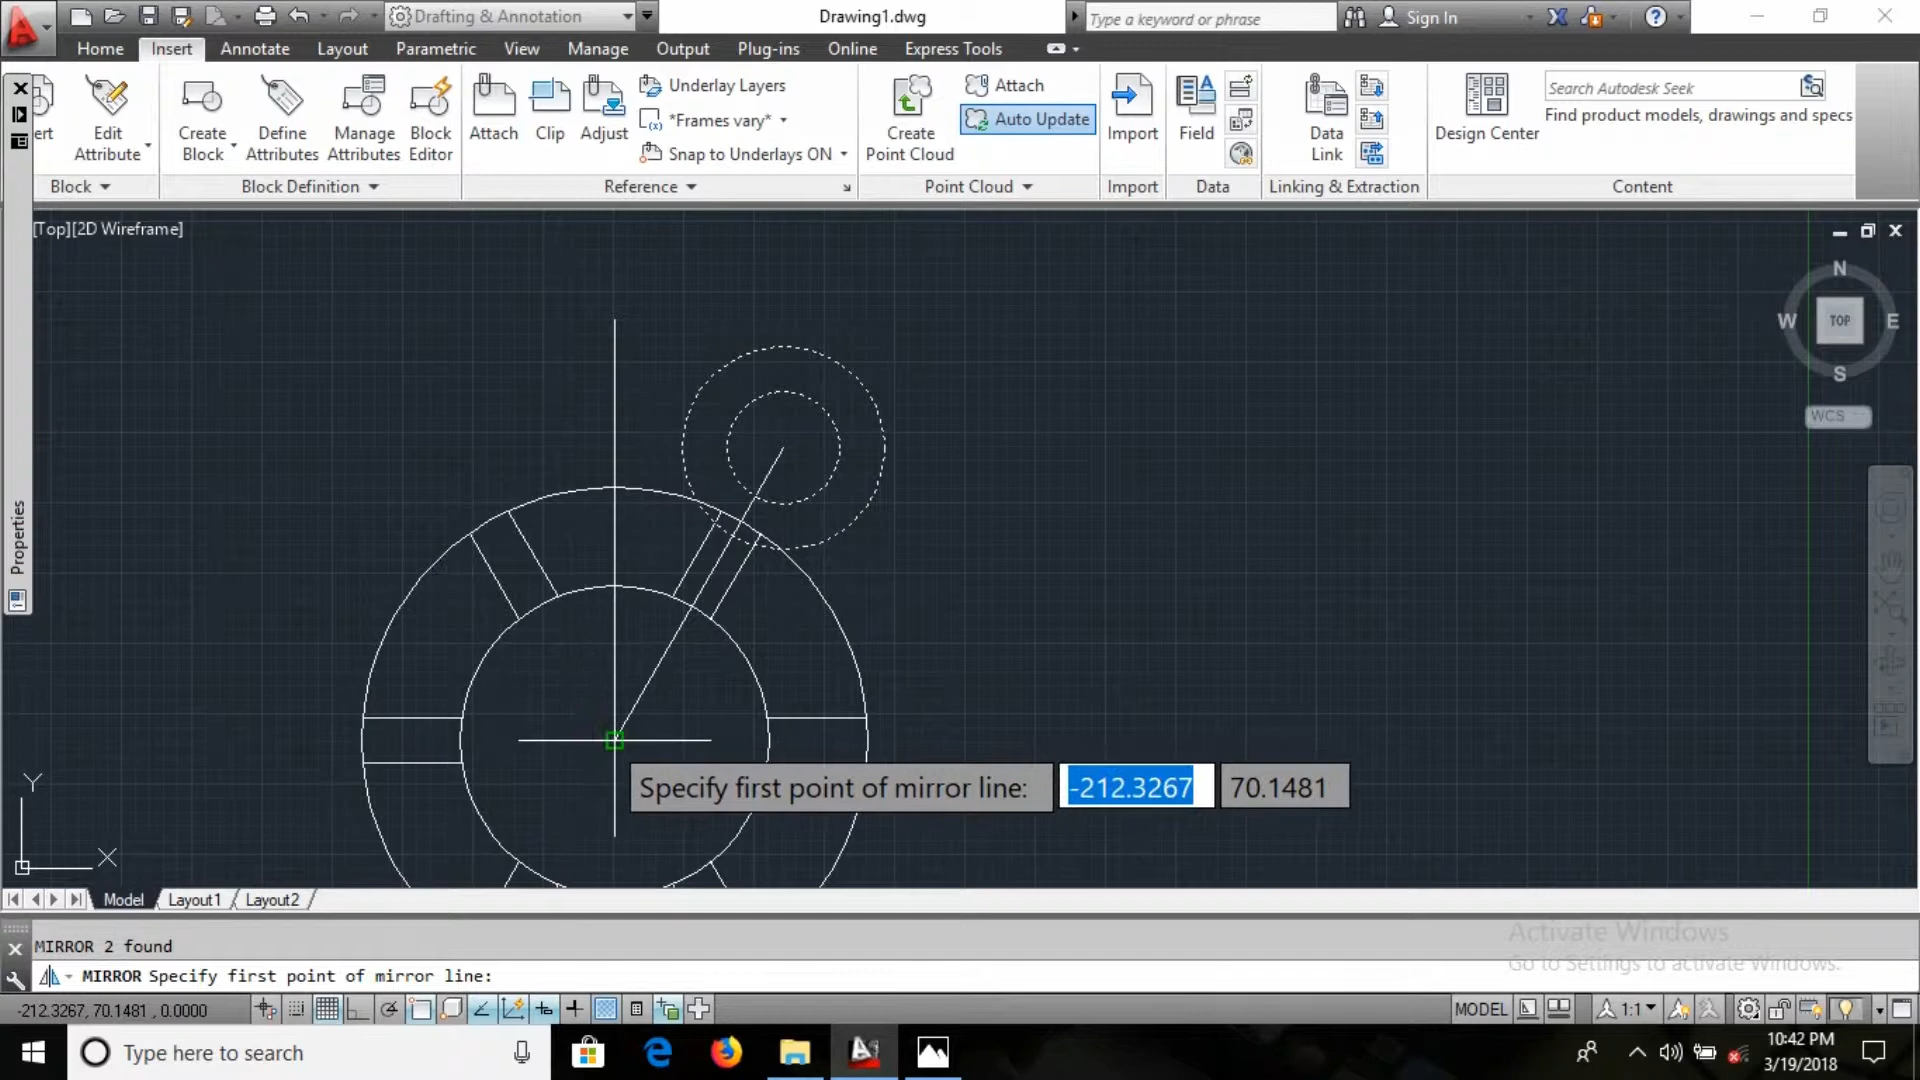 Drafting & Annotation
Drawing1.dwg
Type a keyword or phrase
Sign In
Home Insert Annotate Layout Parametric View Manage Output Plug-ins Online Express Tools
ert
Edit
Attribute
Create
Block
Define
Attributes
Manage
Attributes
Block
Editor
Attach
Clip
Adjust
Underlay Layers
*Frames vary*
Snap to Underlays ON
Create
Point Cloud
Attach
Auto Update
Import
Field
Data
Link
Design Center
Search Autodesk Seek
Find product models, drawings and specs
Block
Block Definition
Reference
Point Cloud
Import
Data
Linking & Extraction
Content
[Top][2D Wireframe]
N
W
TOP
E
S
WCS
Properties
Specify first point of mirror line: -212.3267 70.1481
Y
X
Model Layout1 Layout2
MIRROR 2 found
MIRROR Specify first point of mirror line:
Activate Windows
Go to Settings to activate Windows.
-212.3267, 70.1481 , 0.0000
MODEL
1:1
Type here to search
10:42 PM
3/19/2018